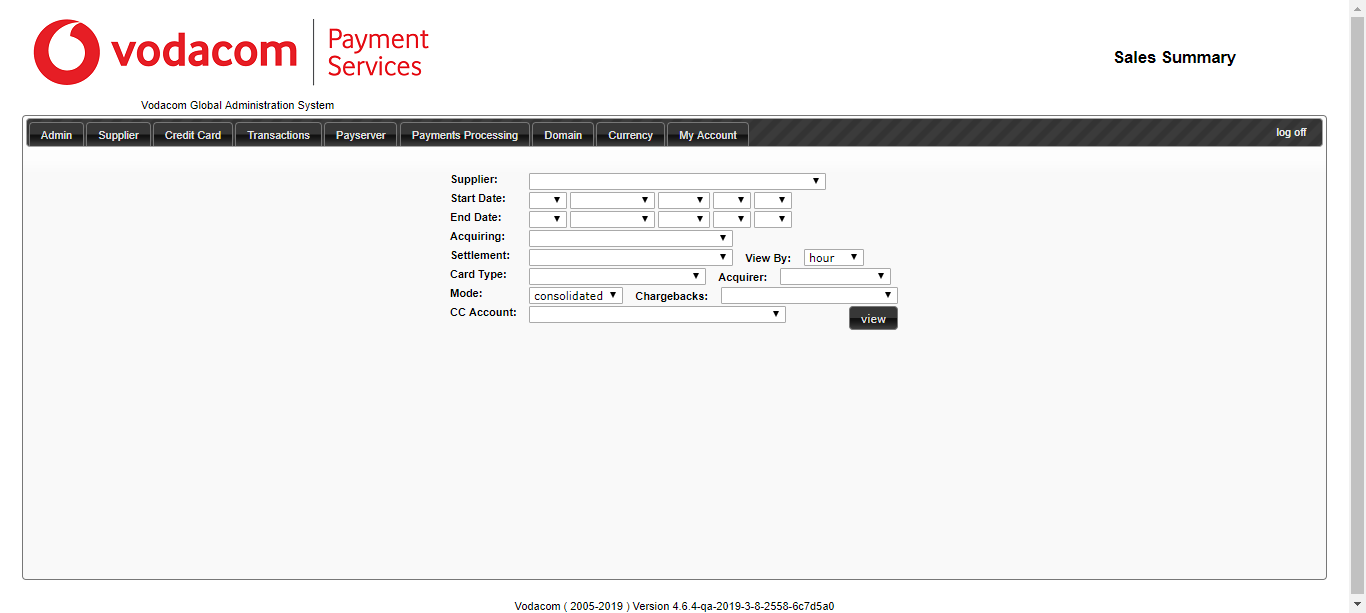 vodacom
Payment
Services
Sales Summary
Vodacom Global Administration System
Admin Supplier Credit Card Transactions Payserver Payments Processing Domain Currency My Account log off
Supplier:
Start Date:
End Date:
Acquiring:
Settlement: View By: hour
Card Type: Acquirer:
Mode: consolidated Chargebacks:
CC Account: view
Vodacom ( 2005-2019 ) Version 4.6.4-qa-2019-3-8-2558-6c7d5a0